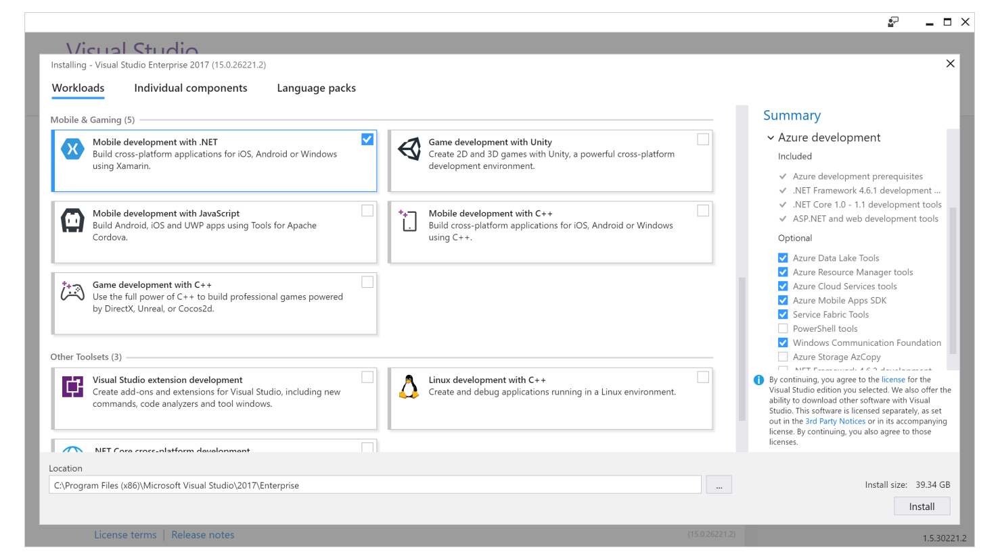 Visual Studio
Installing - Visual Studio Enterprise 2017 (15.0.26221.2)
Workloads
Individual components
Language packs
Mobile & Gaming (5)
Mobile development with .NET
Build cross-platform applications for iOS, Android or Windows
using Xamarin.
Game development with Unity
Create 2D and 3D games with Unity, a powerful cross-platform
development environment.
Mobile development with JavaScript
Build Android, iOS and UWP apps using Tools for Apache
Cordova.
Mobile development with C++
Build cross-platform applications for iOS, Android or Windows
using C++.
Game development with C++
Use the full power of C++ to build professional games powered
by DirectX, Unreal, or Cocos2d.
Other Toolsets (3)
Visual Studio extension development
Create add-ons and extensions for Visual Studio, including new
commands, code analyzers and tool windows.
Linux development with C++
Create and debug applications running in a Linux environment.
.NET Core cross-platform development
Summary
Azure development
Included
Azure development prerequisites
.NET Framework 4.6.1 development ...
.NET Core 1.0 - 1.1 development tools
ASP.NET and web development tools
Optional
Azure Data Lake Tools
Azure Resource Manager tools
Azure Cloud Services tools
Azure Mobile Apps SDK
Service Fabric Tools
PowerShell tools
Windows Communication Foundation
Azure Storage AzCopy
.NET Framework 4.6.2 development
By continuing, you agree to the license for the
Visual Studio edition you selected. We also offer the
ability to download other software with Visual
Studio. This software is licensed separately, as set
out in the 3rd Party Notices or in its accompanying
license. By continuing, you also agree to those
licenses.
Location
C:\Program Files (x86)\Microsoft Visual Studio\2017\Enterprise
...
Install size: 39.34 GB
Install
License terms | Release notes
(15.0.26221.2)
1.5.30221.2